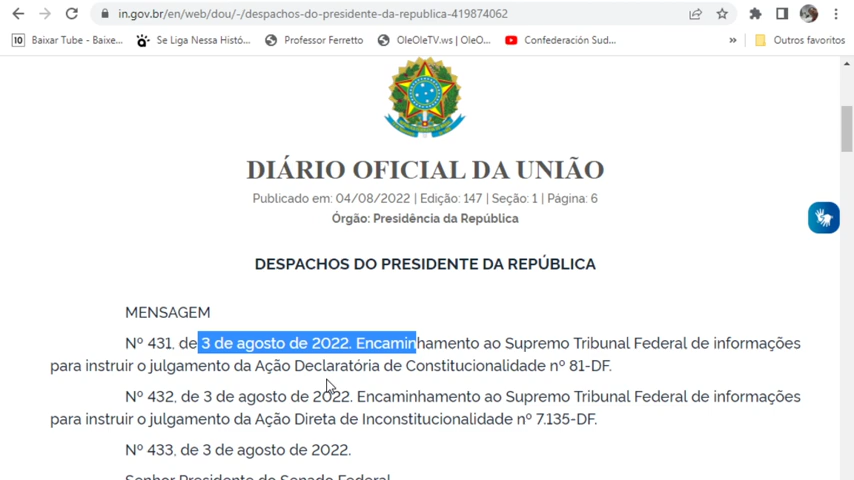 in.gov.br/en/web/dou/-/despachos-do-presidente-da-republica-419874062
10 Baixar Tube - Baixe... Se Liga Nessa Histó... Professor Ferretto OleOleTV.ws | OleO... Confederación Sud... » Outros favoritos
DIÁRIO OFICIAL DA UNIÃO
Publicado em: 04/08/2022 | Edição: 147 | Seção: 1 | Página: 6
Órgão: Presidência da República
DESPACHOS DO PRESIDENTE DA REPÚBLICA
MENSAGEM
Nº 431, de 3 de agosto de 2022. Encaminhamento ao Supremo Tribunal Federal de informações
para instruir o julgamento da Ação Declaratória de Constitucionalidade nº 81-DF.
Nº 432, de 3 de agosto de 2022. Encaminhamento ao Supremo Tribunal Federal de informações
para instruir o julgamento da Ação Direta de Inconstitucionalidade nº 7.135-DF.
Nº 433, de 3 de agosto de 2022.
Senhor Presidente do Senado Federal